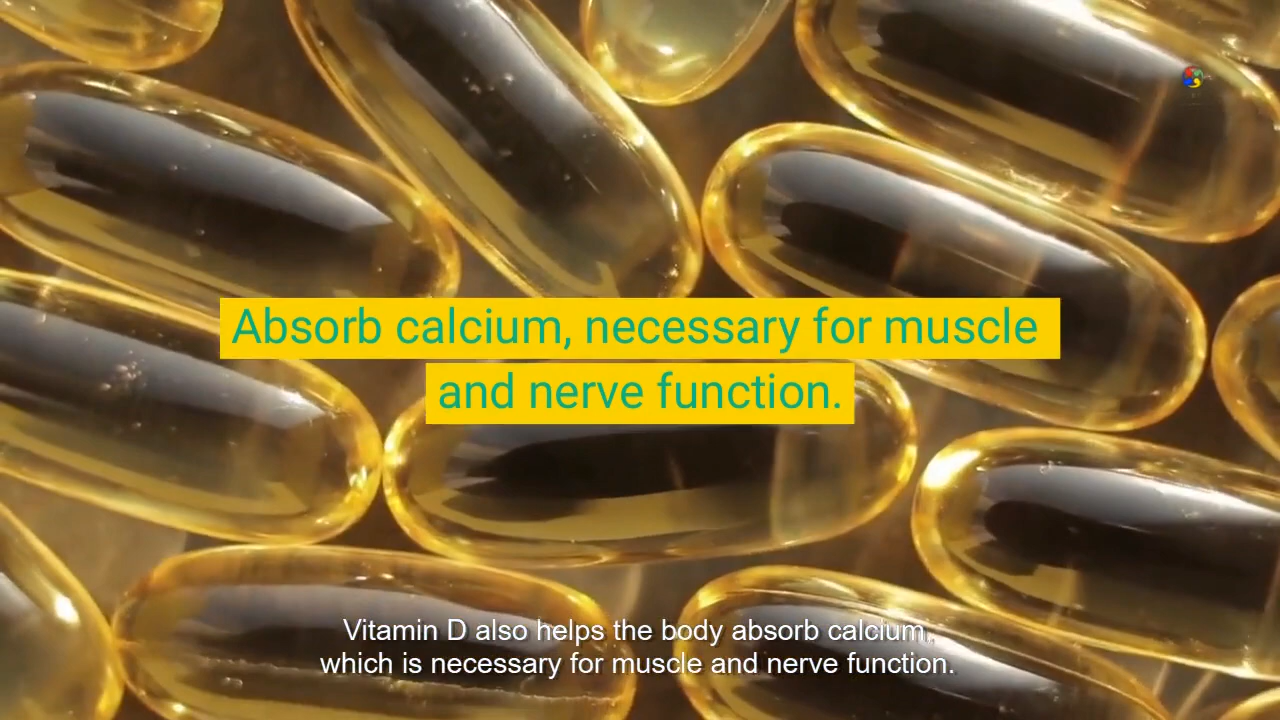 Absorb calcium, necessary for muscle
and nerve function.
Vitamin D also helps the body absorb calcium,
which is necessary for muscle and nerve function.